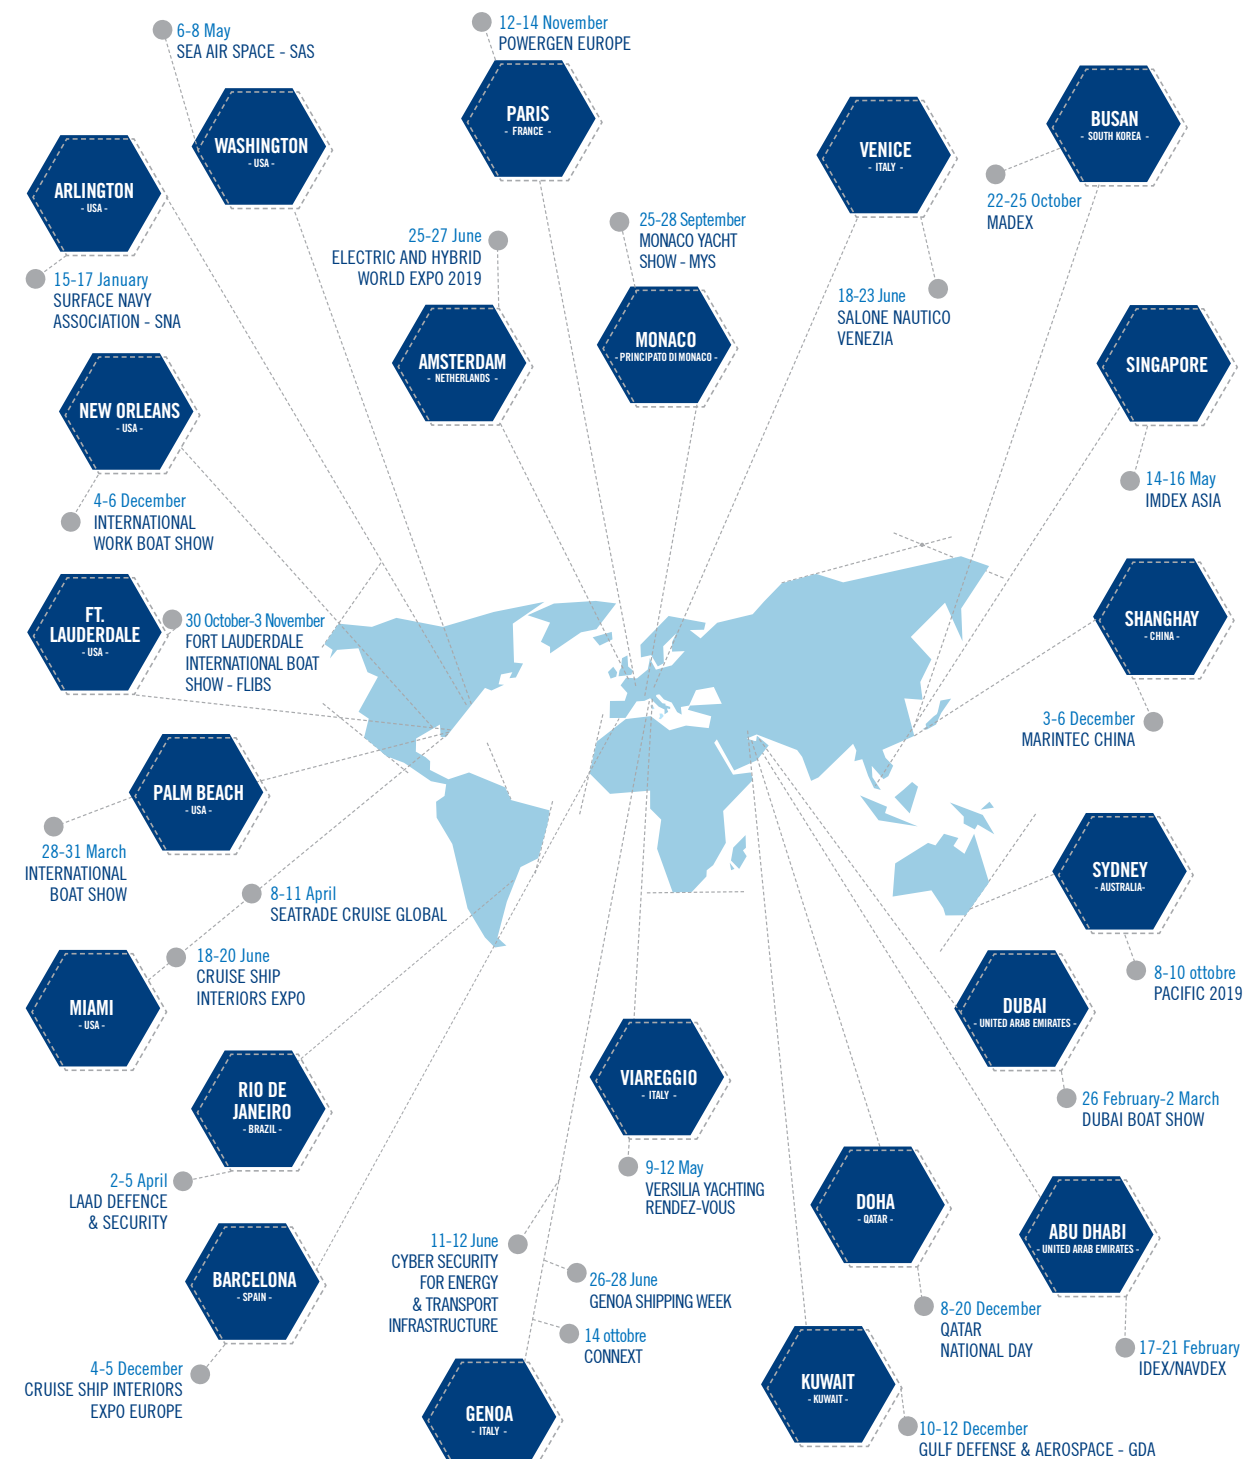 6-8 May
SEA AIR SPACE - SAS
WASHINGTON
- USA -
12-14 November
POWERGEN EUROPE
PARIS
- FRANCE -
VENICE
- ITALY -
18-23 June
SALONE NAUTICO
VENEZIA
BUSAN
- SOUTH KOREA -
22-25 October
MADEX
ARLINGTON
- USA -
15-17 January
SURFACE NAVY
ASSOCIATION - SNA
25-27 June
ELECTRIC AND HYBRID
WORLD EXPO 2019
AMSTERDAM
- NETHERLANDS -
25-28 September
MONACO YACHT
SHOW - MYS
MONACO
- PRINCIPATO DI MONACO -
SINGAPORE
14-16 May
IMDEX ASIA
NEW ORLEANS
- USA -
4-6 December
INTERNATIONAL
WORK BOAT SHOW
FT.
LAUDERDALE
- USA -
30 October-3 November
FORT LAUDERDALE
INTERNATIONAL BOAT
SHOW - FLIBS
SHANGHAY
- CHINA -
3-6 December
MARINTEC CHINA
PALM BEACH
- USA -
28-31 March
INTERNATIONAL
BOAT SHOW
8-11 April
SEATRADE CRUISE GLOBAL
18-20 June
CRUISE SHIP
INTERIORS EXPO
MIAMI
- USA -
SYDNEY
- AUSTRALIA-
8-10 ottobre
PACIFIC 2019
DUBAI
- UNITED ARAB EMIRATES -
26 February-2 March
DUBAI BOAT SHOW
RIO DE
JANEIRO
- BRAZIL -
2-5 April
LAAD DEFENCE
& SECURITY
VIAREGGIO
- ITALY -
9-12 May
VERSILIA YACHTING
RENDEZ-VOUS
DOHA
- QATAR -
8-20 December
QATAR
NATIONAL DAY
ABU DHABI
- UNITED ARAB EMIRATES -
17-21 February
IDEX/NAVDEX
BARCELONA
- SPAIN -
4-5 December
CRUISE SHIP INTERIORS
EXPO EUROPE
11-12 June
CYBER SECURITY
FOR ENERGY
& TRANSPORT
INFRASTRUCTURE
26-28 June
GENOA SHIPPING WEEK
14 ottobre
CONNEXT
GENOA
- ITALY -
KUWAIT
- KUWAIT -
10-12 December
GULF DEFENSE & AEROSPACE - GDA